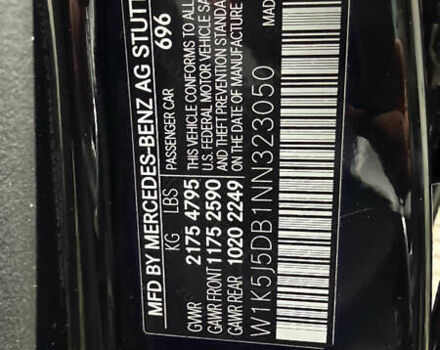 MFD BY MERCEDES-BENZ AG STUTT
696
KG LBS PASSENGER CAR
GVWR 2175 4795 THIS VEHICLE CONFORMS TO ALL
GAWR FRONT 1175 2590 U.S. FEDERAL MOTOR VEHICLE SA
AND THEFT PREVENTION STANDA
GAWR REAR 1020 2249 ON THE DATE OF MANUFACTURE
W1K5J5DB1NN323050
MADE